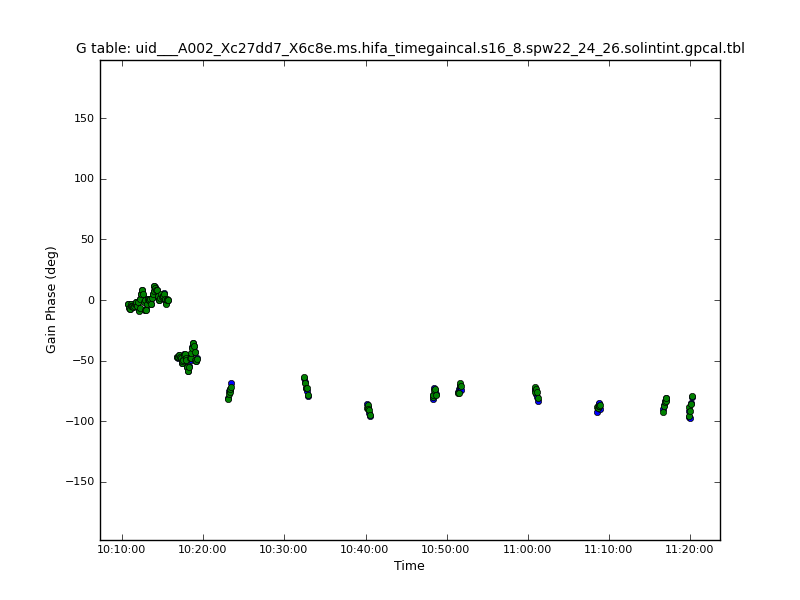 G table: uid___A002_Xc27dd7_X6c8e.ms.hifa_timegaincal.s16_8.spw22_24_26.solintint.gpcal.tbl
Gain Phase (deg)
150
100
50
0
−50
−100
−150
10:10:00 10:20:00 10:30:00 10:40:00 10:50:00 11:00:00 11:10:00 11:20:00
Time